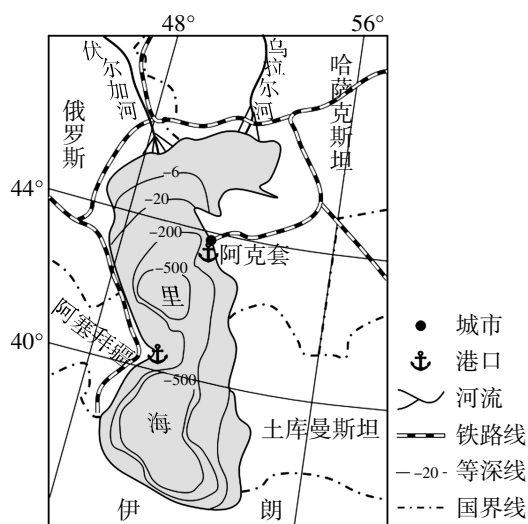 48°
56°
伏尔加河
乌拉尔河
哈萨克斯坦
俄罗斯
-6
44°
-20
-200
阿克套
-500
里
阿塞拜疆
40°
-500
海
土库曼斯坦
伊朗
城市
港口
河流
铁路线
-20- 等深线
国界线